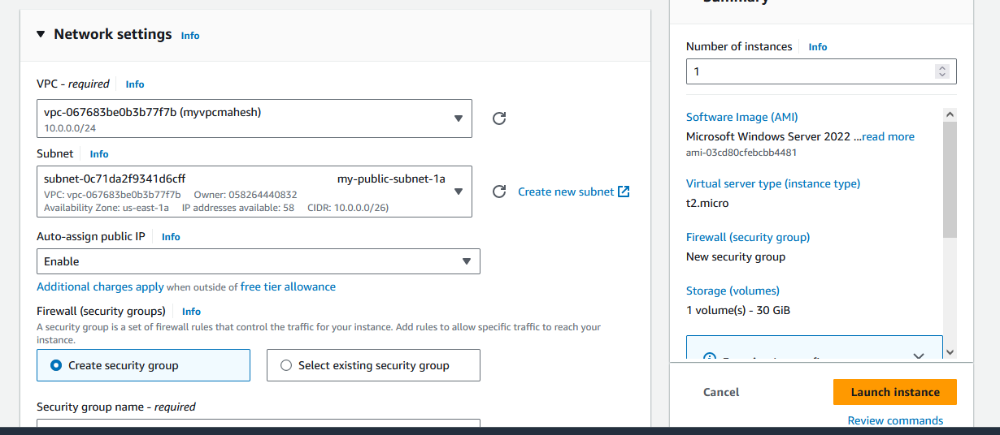 Network settings Info
VPC - required Info
vpc-067683be0b3b77f7b (myvpcmahesh)
10.0.0.0/24
Subnet Info
subnet-0c71da2f9341d6cff my-public-subnet-1a
VPC: vpc-067683be0b3b77f7b Owner: 058264440832
Availability Zone: us-east-1a IP addresses available: 58 CIDR: 10.0.0.0/26)
Create new subnet
Auto-assign public IP Info
Enable
Additional charges apply when outside of free tier allowance
Firewall (security groups) Info
A security group is a set of firewall rules that control the traffic for your instance. Add rules to allow specific traffic to reach your
instance.
Create security group
Select existing security group
Security group name - required
Summary
Number of instances Info
1
Software Image (AMI)
Microsoft Windows Server 2022 ...read more
ami-03cd80cfebcbb4481
Virtual server type (instance type)
t2.micro
Firewall (security group)
New security group
Storage (volumes)
1 volume(s) - 30 GiB
Cancel
Launch instance
Review commands